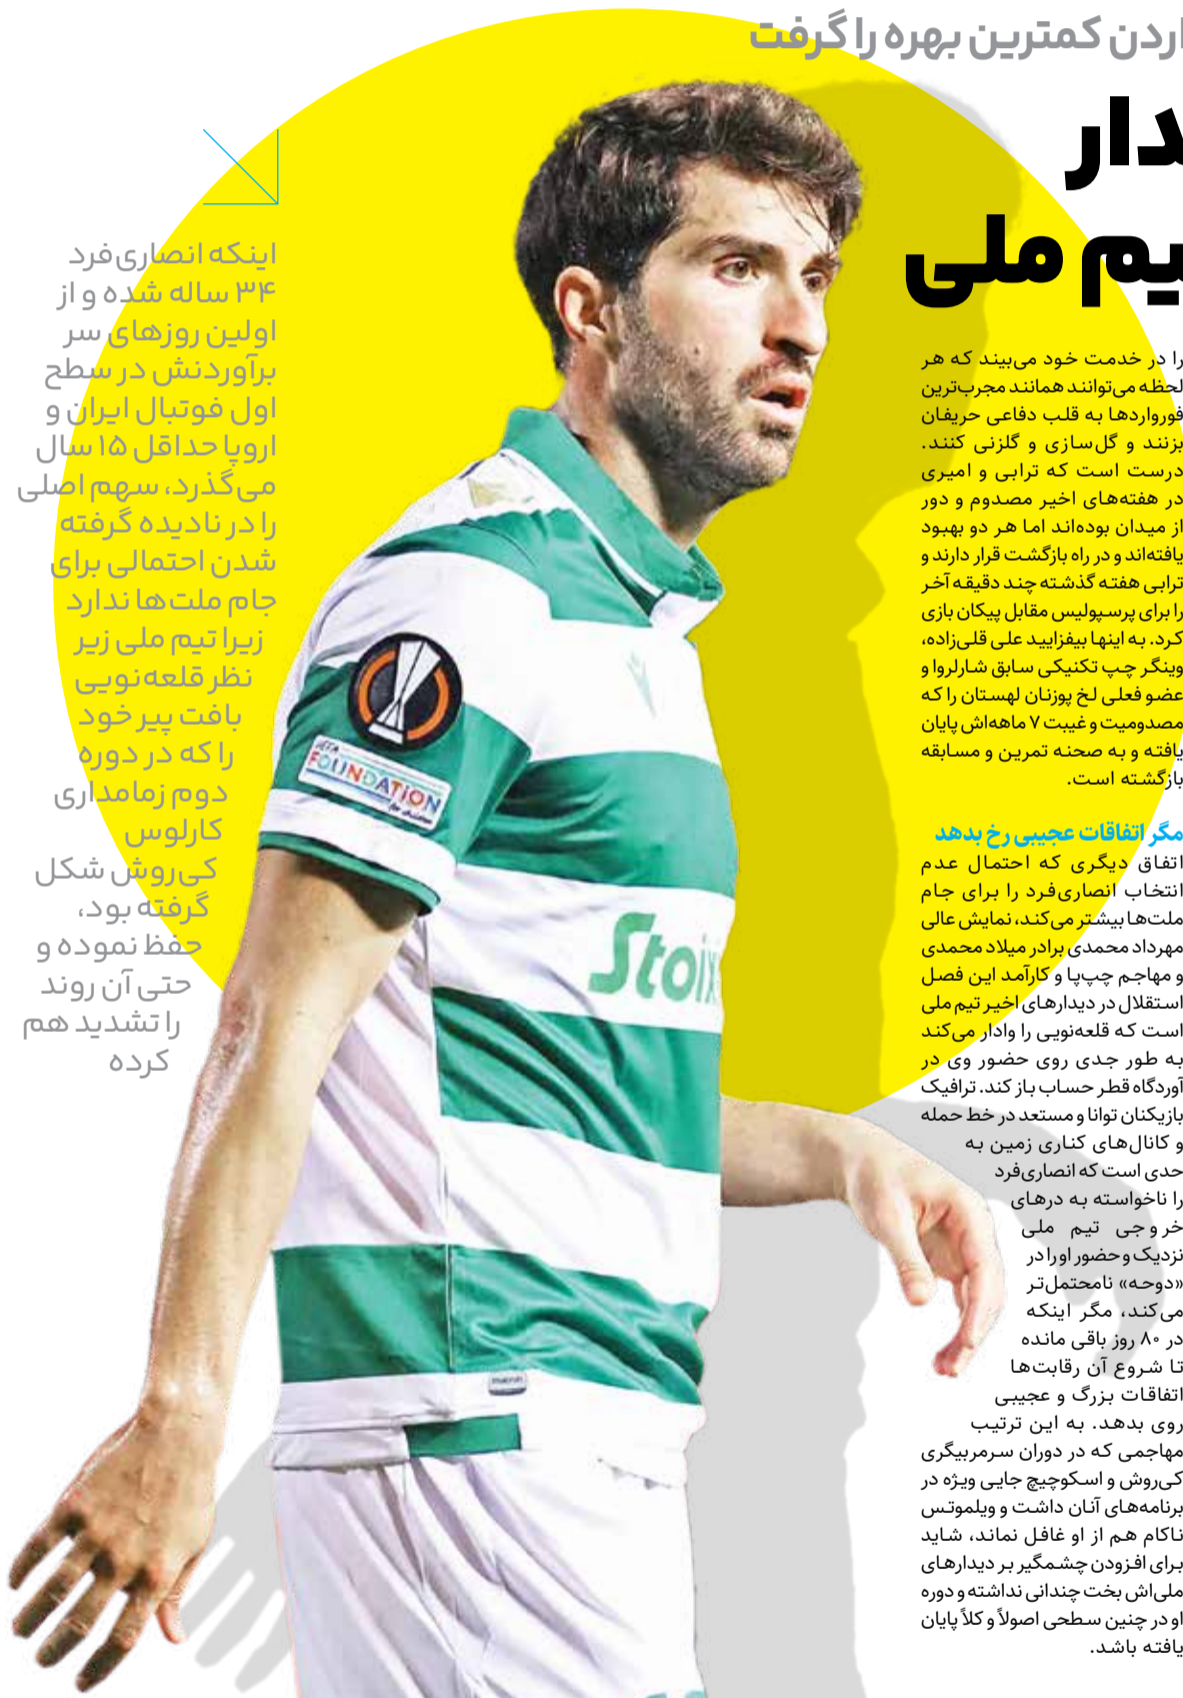 اردن کمترین بهره را گرفت
دار
یم ملی
را در خدمت خود می‌بیند که هر
لحظه می‌توانند همانند مجرب‌ترین
فورواردها به قلب دفاعی حریفان
بزنند و گل‌سازی و گلزنی کنند.
درست است که ترابی و امیری
در هفته‌های اخیر مصدوم و دور
از میدان بوده‌اند اما هر دو بهبود
یافته‌اند و در راه بازگشت قرار دارند و
ترابی هفته گذشته چند دقیقه آخر
را برای پرسپولیس مقابل پیکان بازی
کرد. به اینها بیفزایید علی قلی‌زاده،
وینگر چپ تکنیکی سابق شارلروا و
عضو فعلی لخ پوزنان لهستان را که
مصدومیت و غیبت ۷ ماهه‌اش پایان
یافته و به صحنه تمرین و مسابقه
بازگشته است.
مگر اتفاقات عجیبی رخ بدهد
اتفاق دیگری که احتمال عدم
انتخاب انصاری‌فرد را برای جام
ملت‌ها بیشتر می‌کند، نمایش عالی
مهرداد محمدی برادر میلاد محمدی
و مهاجم چپ‌پا و کارآمد این فصل
استقلال در دیدارهای اخیر تیم ملی
است که قلعه‌نویی را وادار می‌کند
به طور جدی روی حضور وی در
آوردگاه قطر حساب باز کند. ترافیک
بازیکنان توانا و مستعد در خط حمله
و کانال‌های کناری زمین به
حدی است که انصاری‌فرد
را ناخواسته به درهای
خروجی تیم ملی
نزدیک و حضور او را در
«دوحه» نامحتمل‌تر
می‌کند، مگر اینکه
در ۸۰ روز باقی مانده
تا شروع آن رقابت‌ها
اتفاقات بزرگ و عجیبی
روی بدهد. به این ترتیب
مهاجمی که در دوران سرمربیگری
کی‌روش و اسکوچیچ جایی ویژه در
برنامه‌های آنان داشت و ویلموتس
ناکام هم از او غافل نماند، شاید
برای افزودن چشمگیر بر دیدارهای
ملی‌اش بخت چندانی نداشته و دوره
او در چنین سطحی اصولاً و کلاً پایان
یافته باشد.
اینکه انصاری‌فرد
۳۴ ساله شده و از
اولین روزهای سر
برآوردنش در سطح
اول فوتبال ایران و
اروپا حداقل ۱۵ سال
می‌گذرد، سهم اصلی
را در نادیده گرفته
شدن احتمالی برای
جام ملت‌ها ندارد
زیرا تیم ملی زیر
نظر قلعه‌نویی
بافت پیر خود
را که در دوره
دوم زمامداری
کارلوس
کی‌روش شکل
گرفته بود،
حفظ نموده و
حتی آن روند
را تشدید هم
کرده
UEFA
FOUNDATION
for children
Stoix
macron